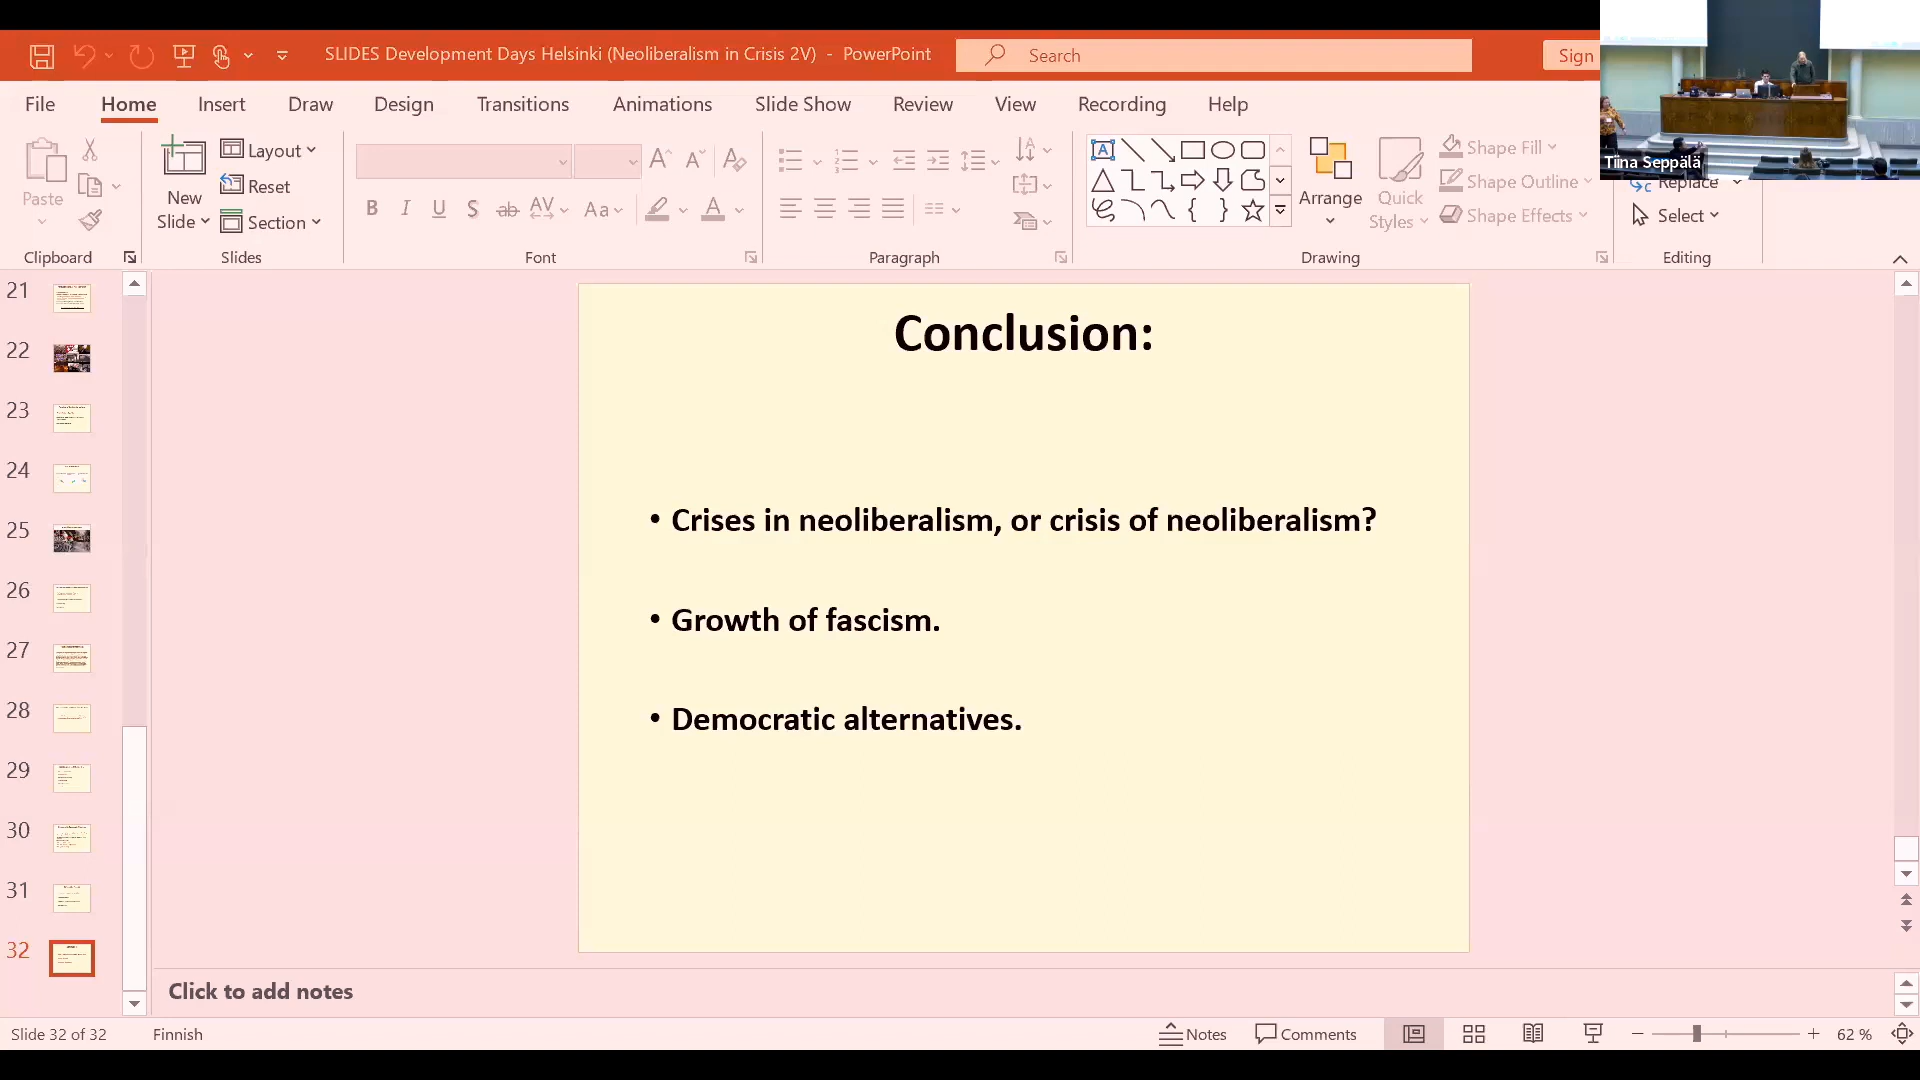 SLIDES Development Days Helsinki (Neoliberalism in Crisis 2V) - PowerPoint
Search
Sign
File Home Insert Draw Design Transitions Animations Slide Show Review View Recording Help
Tiina Seppälä
Paste
New
Slide
Layout
Reset
Section
B I U S ab AV Aa A
Arrange
Quick
Styles
Shape Fill
Shape Outline
Shape Effects
Replace
Select
Clipboard Slides Font Paragraph Drawing Editing
21
22
23
24
25
26
27
28
29
30
31
32
Conclusion:
• Crises in neoliberalism, or crisis of neoliberalism?
• Growth of fascism.
• Democratic alternatives.
Click to add notes
Slide 32 of 32 Finnish Notes Comments 62 %